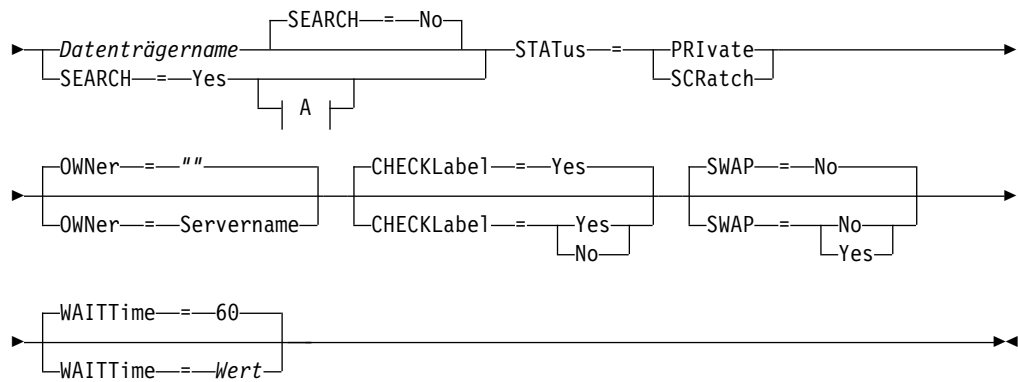 SEARCH = No
Datenträgername STATus = PRIvate
SEARCH = Yes SCRatch
A
OWNer = "" CHECKLabel = Yes SWAP = No
OWNer = Servername CHECKLabel = Yes SWAP = No
No Yes
WAITTime = 60
WAITTime = Wert